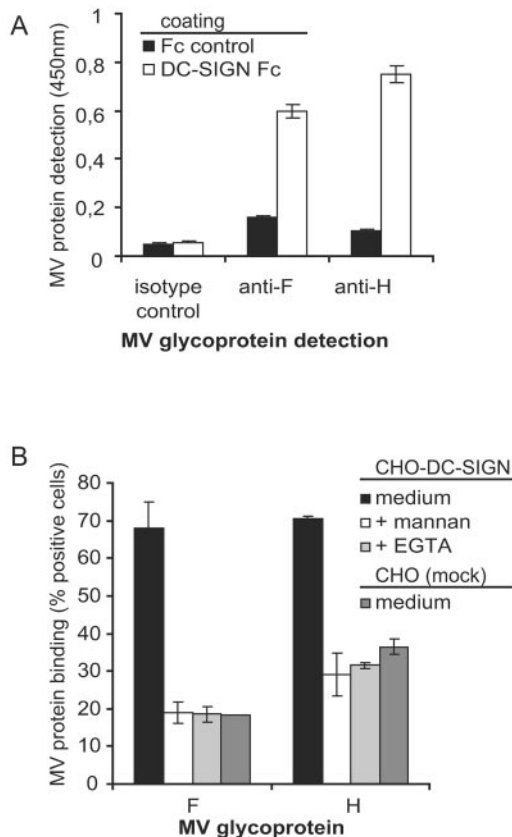 A
MV protein detection (450nm)
coating
Fc control
DC-SIGN Fc
1
0,8
0,6
0,4
0,2
0
isotype control
anti-F
anti-H
MV glycoprotein detection
B
MV protein binding (% positive cells)
80
70
60
50
40
30
20
10
0
CHO-DC-SIGN
medium
+ mannan
+ EGTA
CHO (mock)
medium
F
H
MV glycoprotein